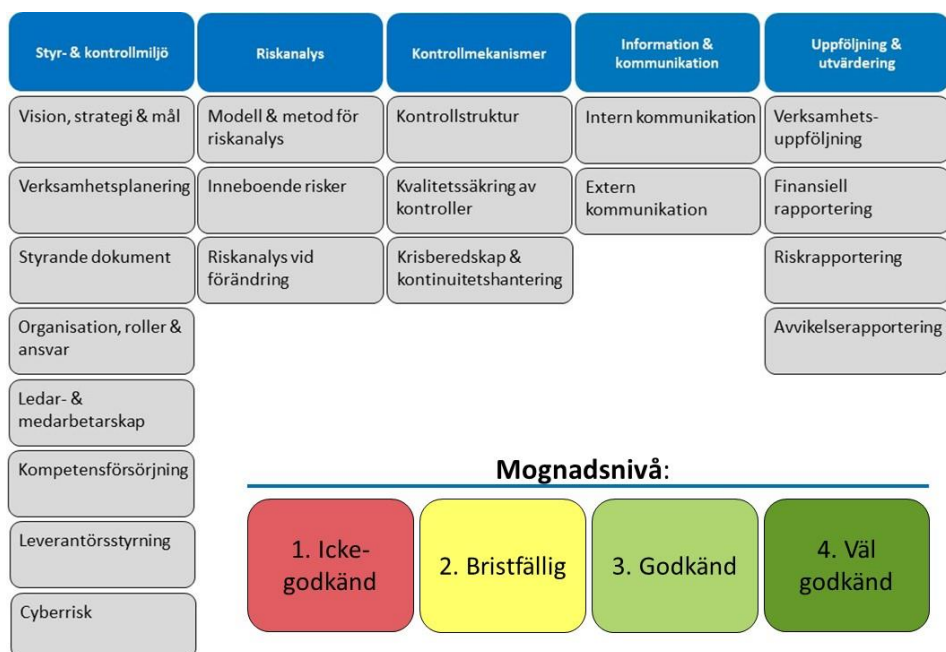 Styr- & kontrollmiljö
Vision, strategi & mål
Verksamhetsplanering
Styrande dokument
Organisation, roller &
ansvar
Ledar- &
medarbetarskap
Kompetensförsörjning
Leverantörsstyrning
Cyberrisk
Riskanalys
Modell & metod för
riskanalys
Inneboende risker
Riskanalys vid
förändring
Kontrollmekanismer
Kontrollstruktur
Kvalitetssäkring av
kontroller
Krisberedskap &
kontinuitetshantering
Information &
kommunikation
Intern kommunikation
Extern
kommunikation
Uppföljning &
utvärdering
Verksamhets-
uppföljning
Finansiell
rapportering
Riskrapportering
Avvikelserapportering
Mognadsnivå:
1. Icke-
godkänd
2. Bristfällig
3. Godkänd
4. Väl
godkänd